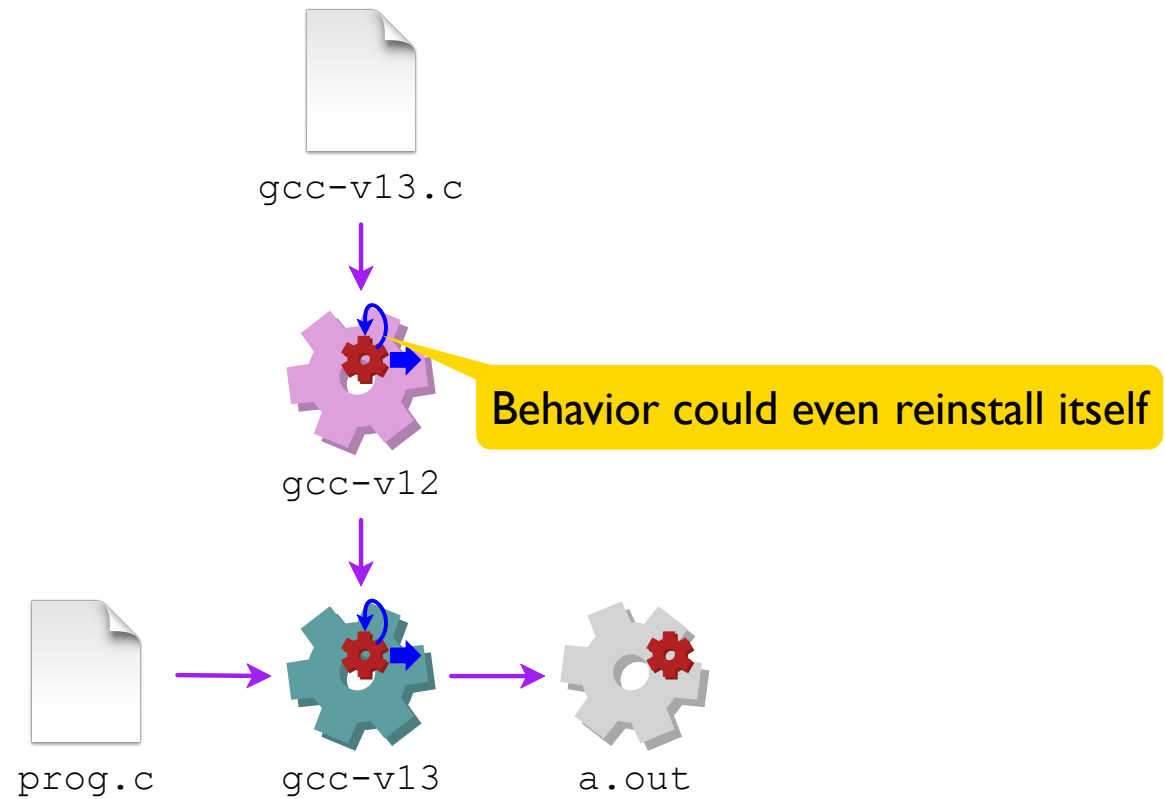 gcc-v13.c
Behavior could even reinstall itself
gcc-v12
prog.c
gcc-v13
a.out